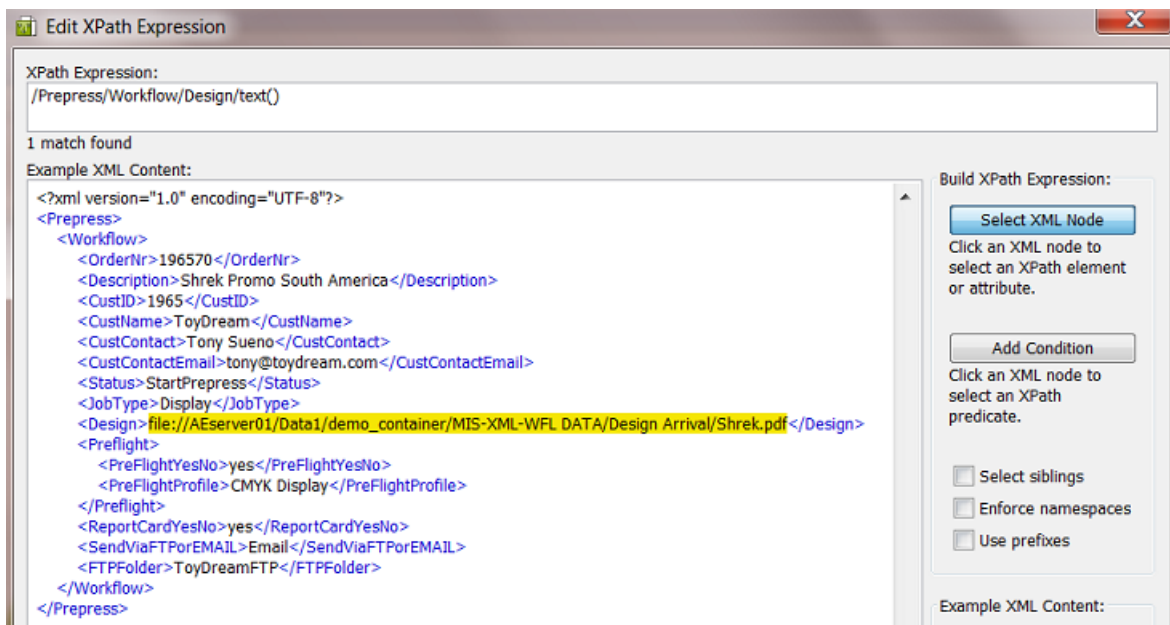 Edit XPath Expression
XPath Expression:
/Prepress/Workflow/Design/text()
1 match found
Example XML Content:
<?xml version="1.0" encoding="UTF-8"?>
<Prepress>
<Workflow>
<OrderNr>196570</OrderNr>
<Description>Shrek Promo South America</Description>
<CustID>1965</CustID>
<CustName>ToyDream</CustName>
<CustContact>Tony Sueno</CustContact>
<CustContactEmail>tony@toydream.com</CustContactEmail>
<Status>StartPrepress</Status>
<JobType>Display</JobType>
<Design>file://AEserver01/Data1/demo_container/MIS-XML-WFL DATA/Design Arrival/Shrek.pdf</Design>
<Preflight>
<PreFlightYesNo>yes</PreFlightYesNo>
<PreFlightProfile>CMYK Display</PreFlightProfile>
</Preflight>
<ReportCardYesNo>yes</ReportCardYesNo>
<SendViaFTPorEMAIL>Email</SendViaFTPorEMAIL>
<FTPFolder>ToyDreamFTP</FTPFolder>
</Workflow>
</Prepress>
Build XPath Expression:
Select XML Node
Click an XML node to
select an XPath element
or attribute.
Add Condition
Click an XML node to
select an XPath
predicate.
Select siblings
Enforce namespaces
Use prefixes
Example XML Content: